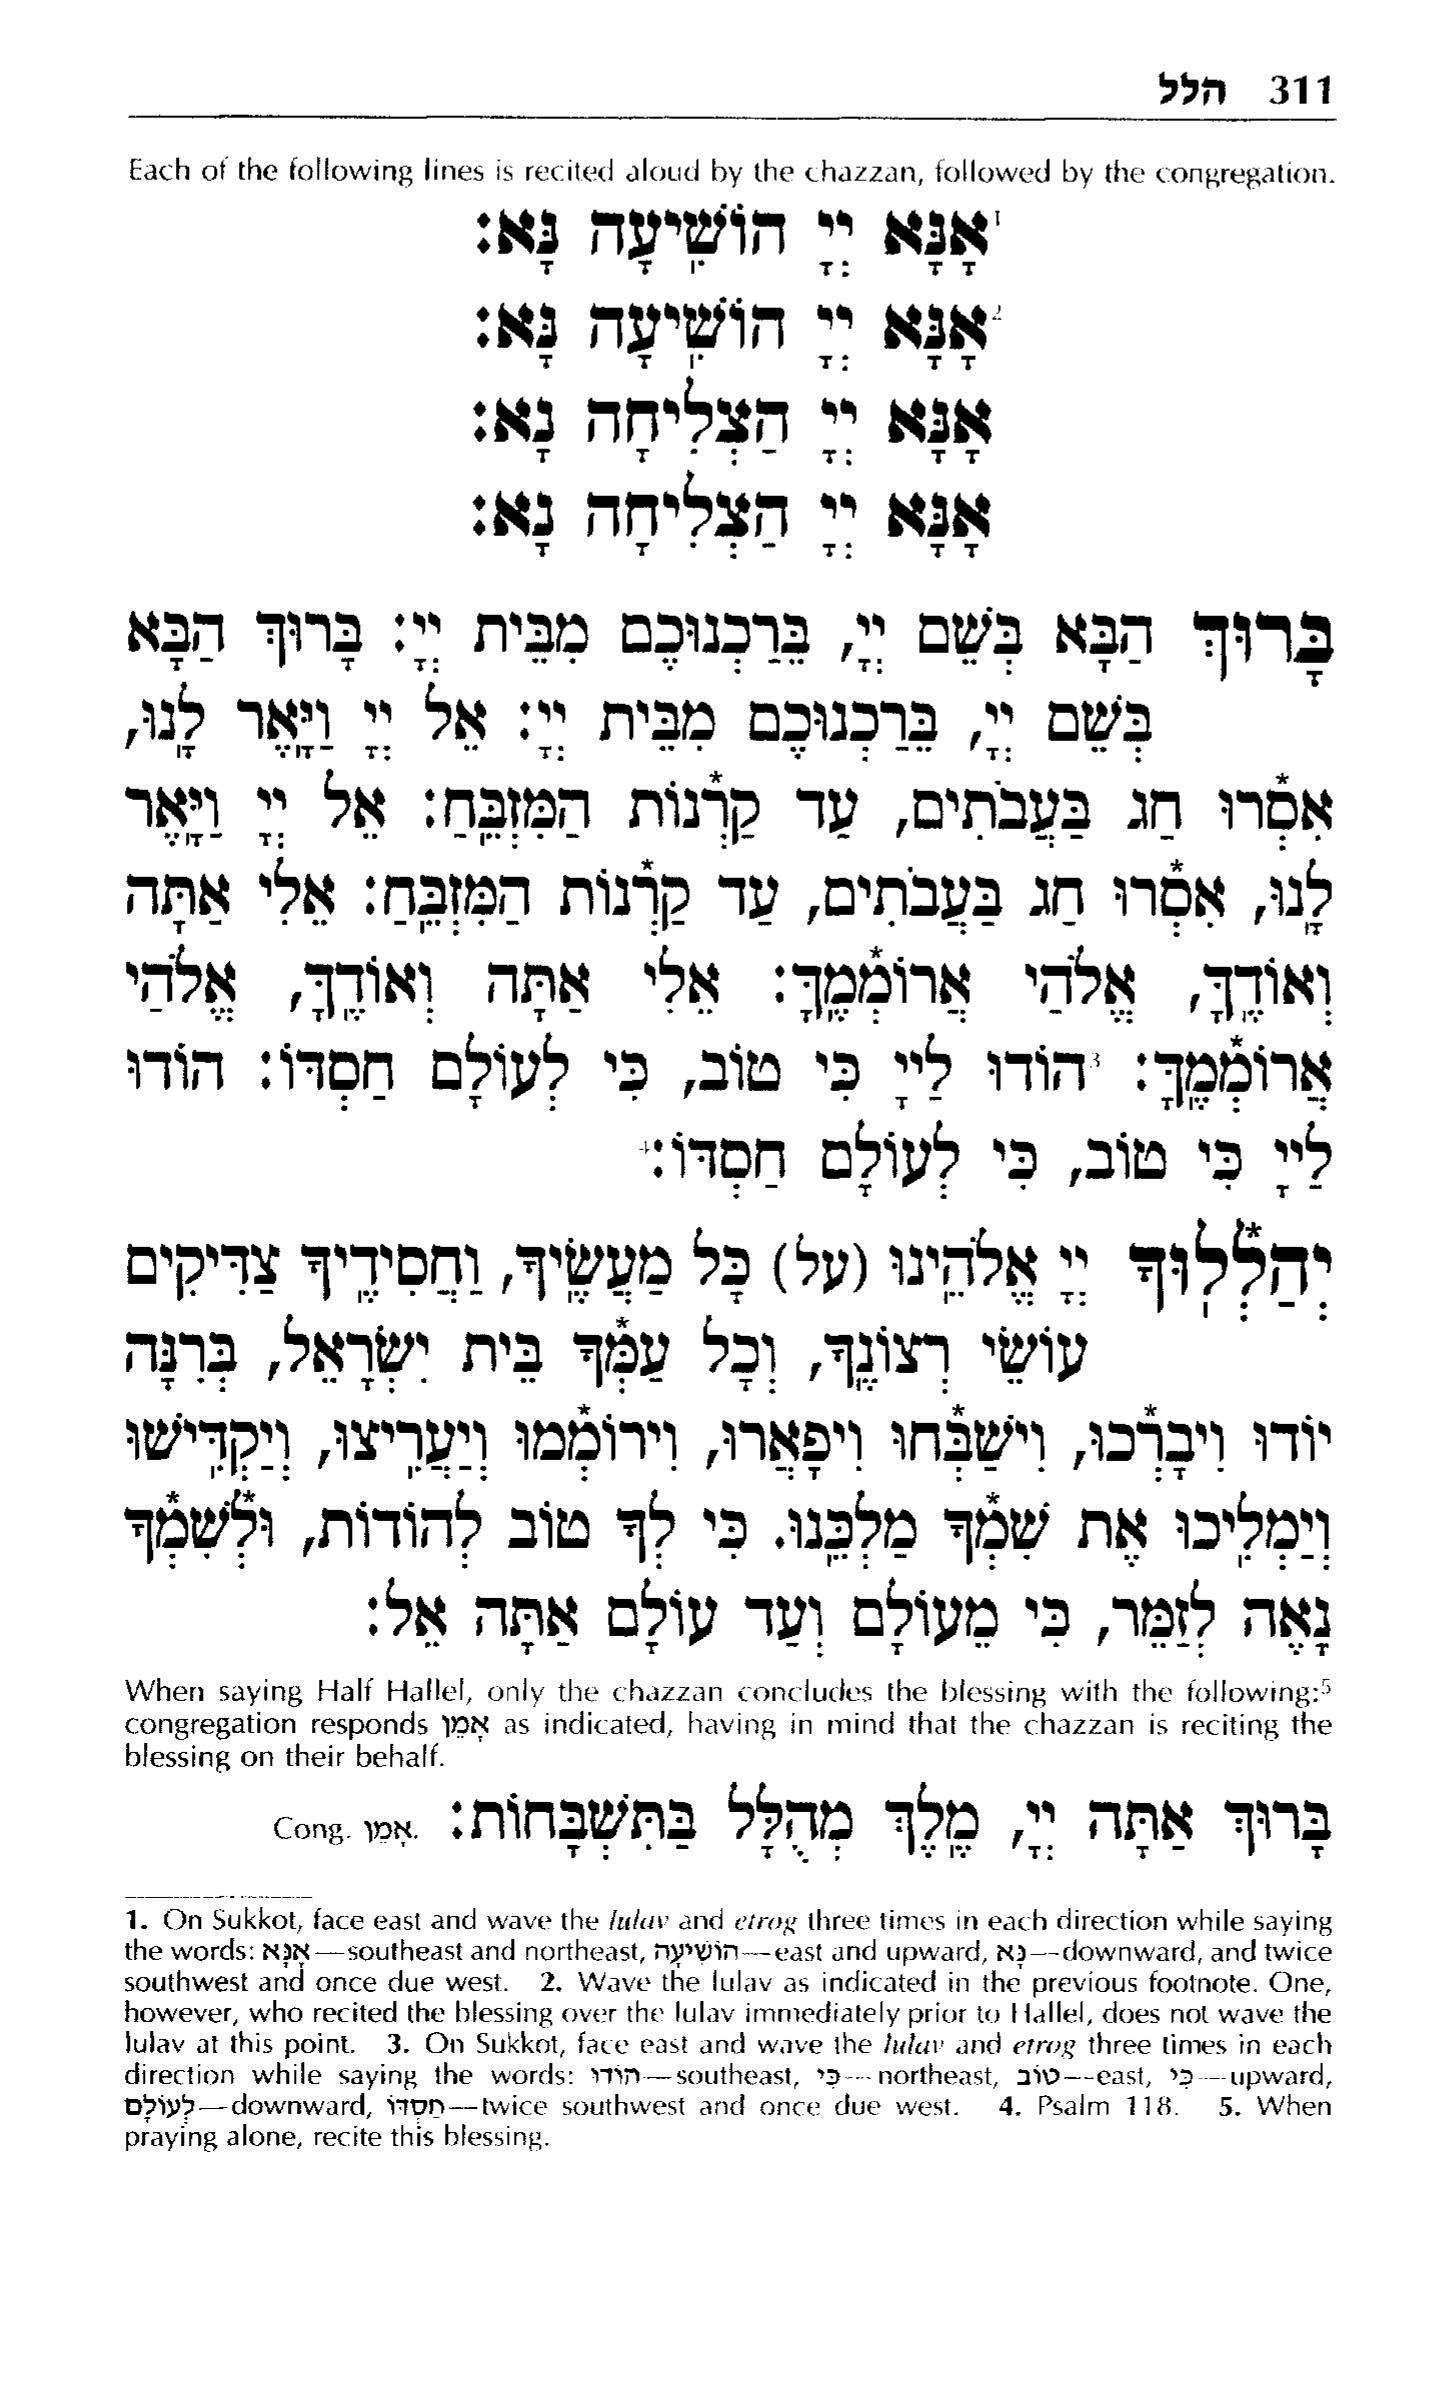 311 הלל
Each of the following lines is recited aloud by the chazzan, followed by the congregation.
¹אָנָּא יְיָ הוֹשִׁיעָה נָּא:
²אָנָּא יְיָ הוֹשִׁיעָה נָּא:
אָנָּא יְיָ הַצְלִיחָה נָא:
אָנָּא יְיָ הַצְלִיחָה נָא:
בָּרוּךְ הַבָּא בְּשֵׁם יְיָ, בֵּרַכְנוּכֶם מִבֵּית יְיָ: בָּרוּךְ הַבָּא
בְּשֵׁם יְיָ, בֵּרַכְנוּכֶם מִבֵּית יְיָ: אֵל יְיָ וַיָּאֶר לָנוּ,
אִסְ*רוּ חַג בַּעֲבֹתִים, עַד קַרְ*נוֹת הַמִּזְבֵּחַ: אֵל יְיָ וַיָּאֶר
לָנוּ, אִסְ*רוּ חַג בַּעֲבֹתִים, עַד קַרְ*נוֹת הַמִּזְבֵּחַ: אֵלִי אַתָּה
וְאוֹדֶךָּ, אֱלֹהַי אֲרוֹמְ*מֶךָּ: אֵלִי אַתָּה וְאוֹדֶךָּ, אֱלֹהַי
אֲרוֹמְ*מֶךָּ: ³הוֹדוּ לַייָ כִּי טוֹב, כִּי לְעוֹלָם חַסְדּוֹ: הוֹדוּ
לַייָ כִּי טוֹב, כִּי לְעוֹלָם חַסְדּוֹ:⁴
יְהַלְ*לוּךָ יְיָ אֱלֹהֵינוּ (על) כָּל מַעֲשֶׂיךָ, וַחֲסִידֶיךָ צַדִּיקִים
עוֹשֵׂי רְצוֹנֶךָ, וְכָל עַמְּ*ךָ בֵּית יִשְׂרָאֵל, בְּרִנָּה
יוֹדוּ וִיבָרְ*כוּ, וִישַׁבְּ*חוּ וִיפָאֲרוּ, וִירוֹמְ*מוּ וְיַעֲרִיצוּ, וְיַקְדִּישׁוּ
וְיַמְלִיכוּ אֶת שִׁמְ*ךָ מַלְכֵּנוּ. כִּי לְךָ טוֹב לְהוֹדוֹת, וּלְ*שִׁמְ*ךָ
נָאֶה לְזַמֵּר, כִּי מֵעוֹלָם וְעַד עוֹלָם אַתָּה אֵל:
When saying Half Hallel, only the chazzan concludes the blessing with the following;⁵
congregation responds אָמֵן as indicated, having in mind that the chazzan is reciting the
blessing on their behalf.
בָּרוּךְ אַתָּה יְיָ, מֶלֶךְ מְהֻלָּל בַּתִּשְׁבָּחוֹת: Cong. אָמֵן.
1. On Sukkot, face east and wave the lulav and etrog three times in each direction while saying
the words: אָנָּא—southeast and northeast, הוֹשִׁיעָה—east and upward, נָּא—downward, and twice
southwest and once due west. 2. Wave the lulav as indicated in the previous footnote. One,
however, who recited the blessing over the lulav immediately prior to Hallel, does not wave the
lulav at this point. 3. On Sukkot, face east and wave the lulav and etrog three times in each
direction while saying the words: הוֹדוּ—southeast, כִּי—northeast, טוֹב—east, כִּי—upward,
לְעוֹלָם—downward, חַסְדּוֹ—twice southwest and once due west. 4. Psalm 118. 5. When
praying alone, recite this blessing.